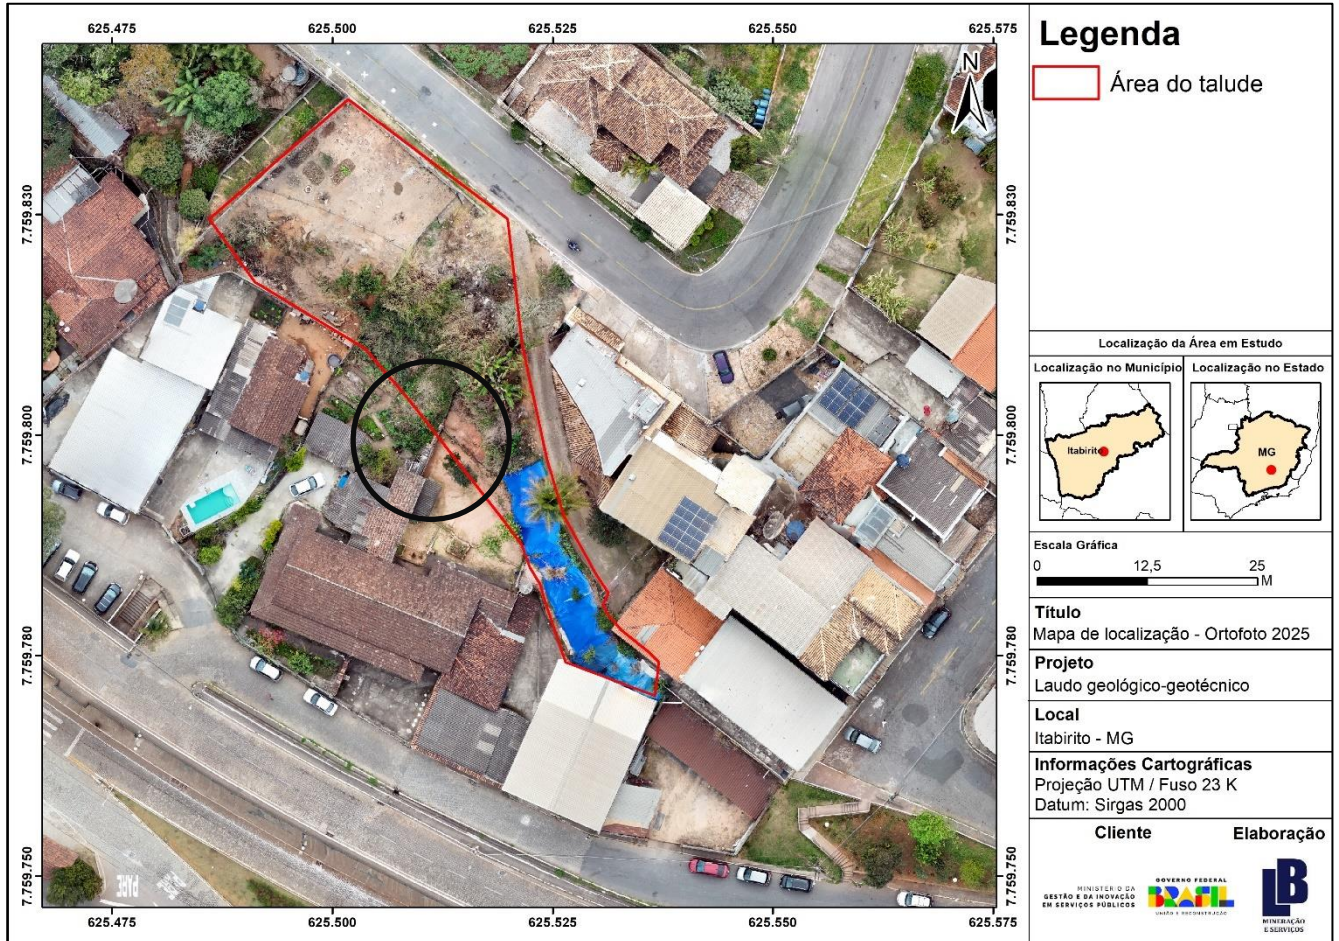 625.475
625.500
625.525
625.550
625.575
7.759.830
7.759.800
7.759.780
7.759.750
7.759.830
7.759.800
7.759.780
7.759.750
N
PARE
625.475
625.500
625.525
625.550
625.575
Legenda
Área do talude
Localização da Área em Estudo
Localização no Município
Localização no Estado
Itabirito
MG
Escala Gráfica
0 12,5 25
M
Título
Mapa de localização - Ortofoto 2025
Projeto
Laudo geológico-geotécnico
Local
Itabirito - MG
Informações Cartográficas
Projeção UTM / Fuso 23 K
Datum: Sirgas 2000
Cliente
Elaboração
MINISTÉRIO DA
GESTÃO E DA INOVAÇÃO
EM SERVIÇOS PÚBLICOS
GOVERNO FEDERAL
BRASIL
UNIÃO E RECONSTRUÇÃO
LB
MINERAÇÃO
E SERVIÇOS